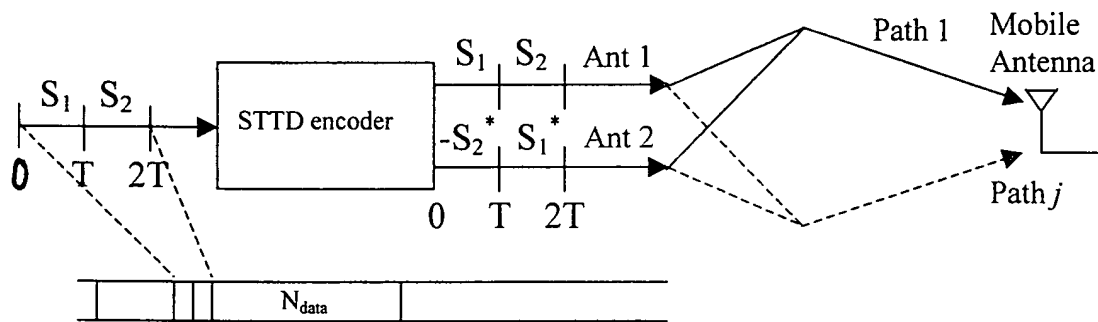 Path 1
Mobile
Antenna
S₁ S₂ Ant 1
S₁ S₂
STTD encoder
-S₂* S₁* Ant 2
0 T 2T
0 T 2T
Path j
N_data